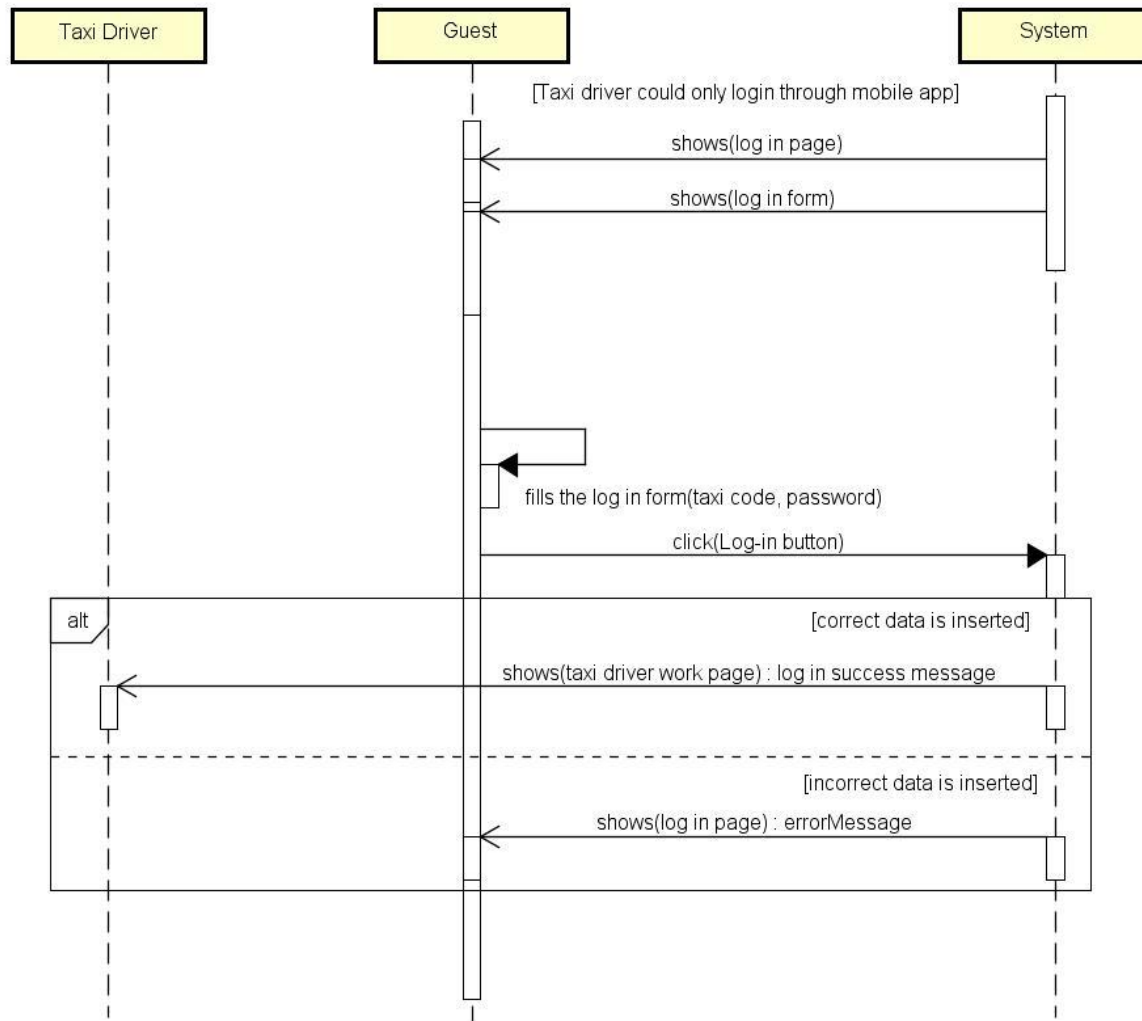 Taxi Driver
Guest
System
[Taxi driver could only login through mobile app]
shows(log in page)
shows(log in form)
fills the log in form(taxi code, password)
click(Log-in button)
alt
[correct data is inserted]
shows(taxi driver work page) : log in success message
[incorrect data is inserted]
shows(log in page) : errorMessage